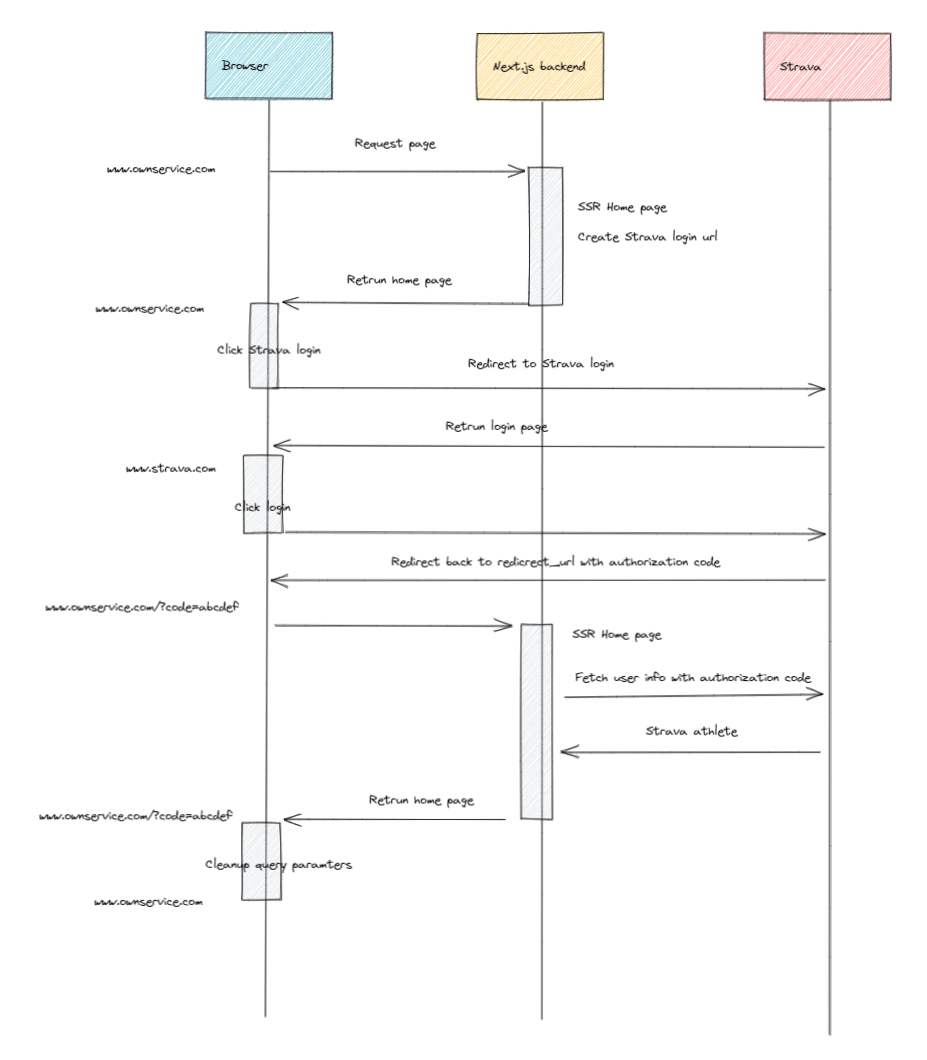 Browser
Next.js backend
Strava
Request page
www.ownservice.com
SSR Home page
Create Strava login url
Retrun home page
www.ownservice.com
Click Strava login
Redirect to Strava login
Retrun login page
www.strava.com
Click login
Redirect back to redicrect_url with authorization code
www.ownservice.com/?code=abcdef
SSR Home page
Fetch user info with authorization code
Strava athlete
Retrun home page
www.ownservice.com/?code=abcdef
Cleanup query paramters
www.ownservice.com